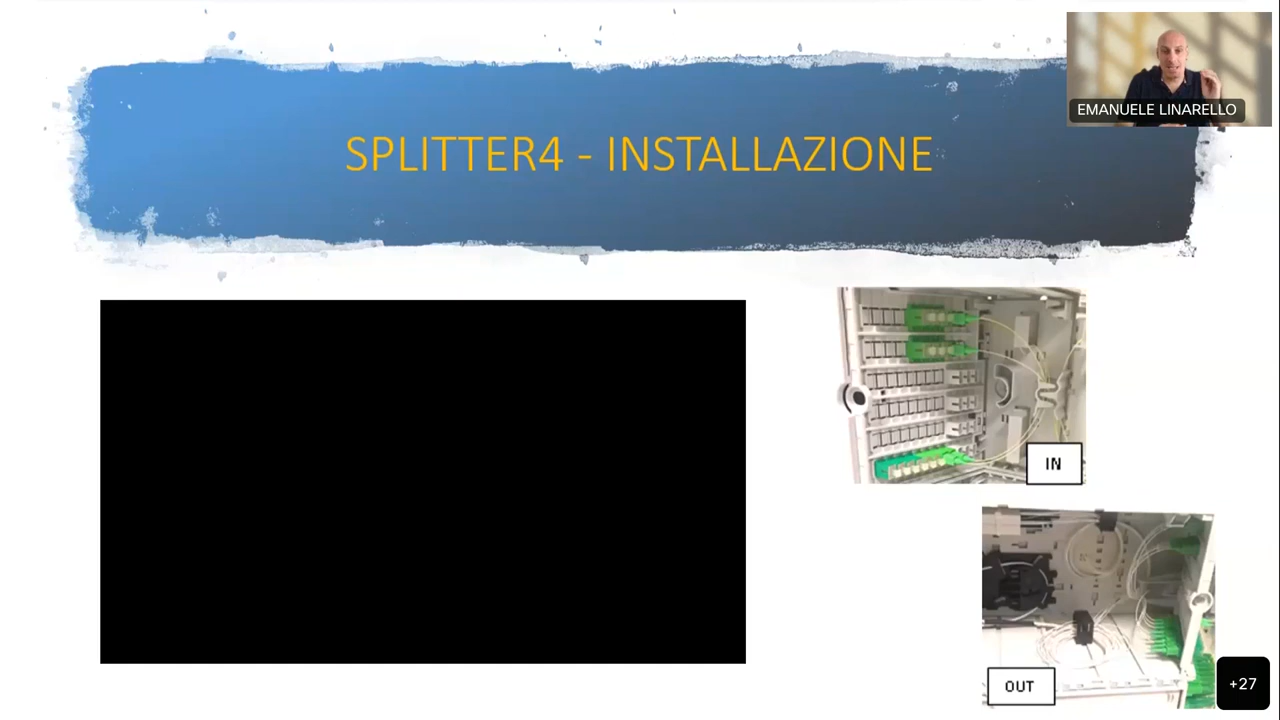 EMANUELE LINARELLO
SPLITTER4 - INSTALLAZIONE
IN
OUT
+27